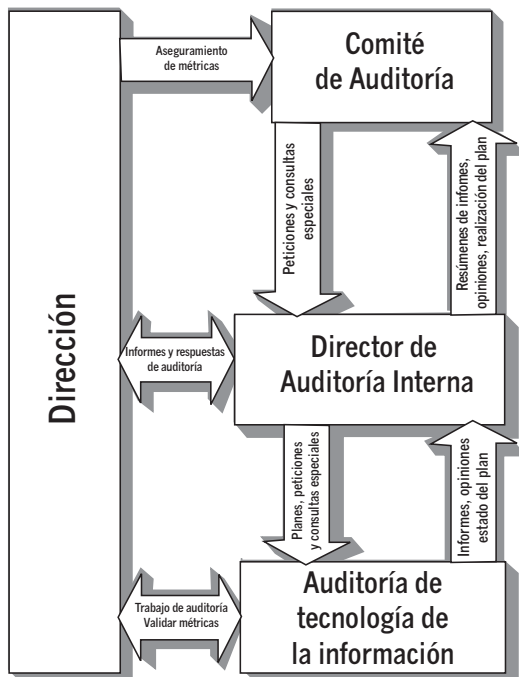 Dirección
Aseguramiento
de métricas
Comité
de Auditoría
Peticiones y consultas
especiales
Resúmenes de infomes,
opiniones, realización del plan
Informes y respuestas
de auditoría
Director de
Auditoría Interna
Planes, peticiones
y consultas especiales
Informes, opiniones
estado del plan
Trabajo de auditoría
Validar métricas
Auditoría de
tecnología de
la información